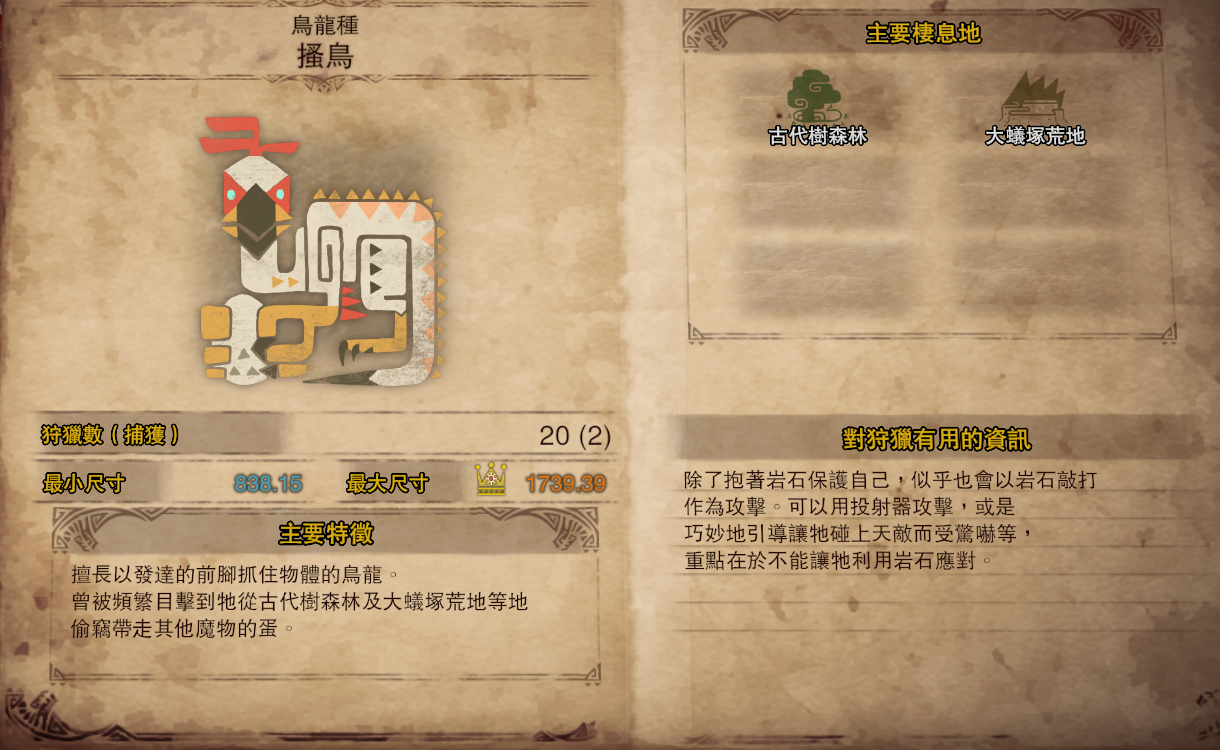 鳥龍種
搔鳥
狩獵數（捕獲）
20 (2)
最小尺寸
838.15
最大尺寸
1739.39
主要特徵
擅長以發達的前腳抓住物體的鳥龍。
曾被頻繁目擊到牠從古代樹森林及大蟻塚荒地等地
偷竊帶走其他魔物的蛋。
主要棲息地
古代樹森林
大蟻塚荒地
對狩獵有用的資訊
除了抱著岩石保護自己，似乎也會以岩石敲打
作為攻擊。可以用投射器攻擊，或是
巧妙地引導讓牠碰上天敵而受驚嚇等，
重點在於不能讓牠利用岩石應對。